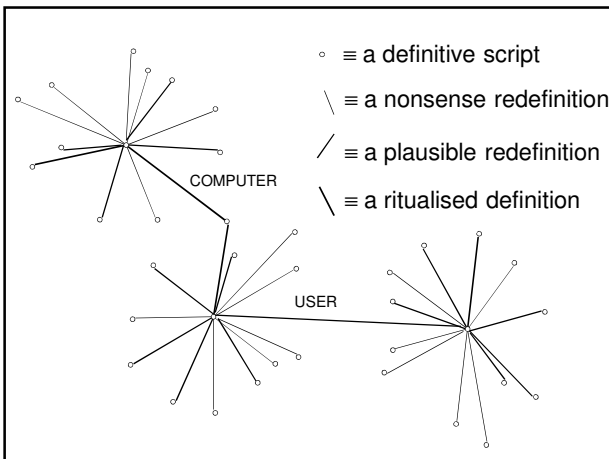 ≡ a definitive script
≡ a nonsense redefinition
≡ a plausible redefinition
COMPUTER
≡ a ritualised definition
USER